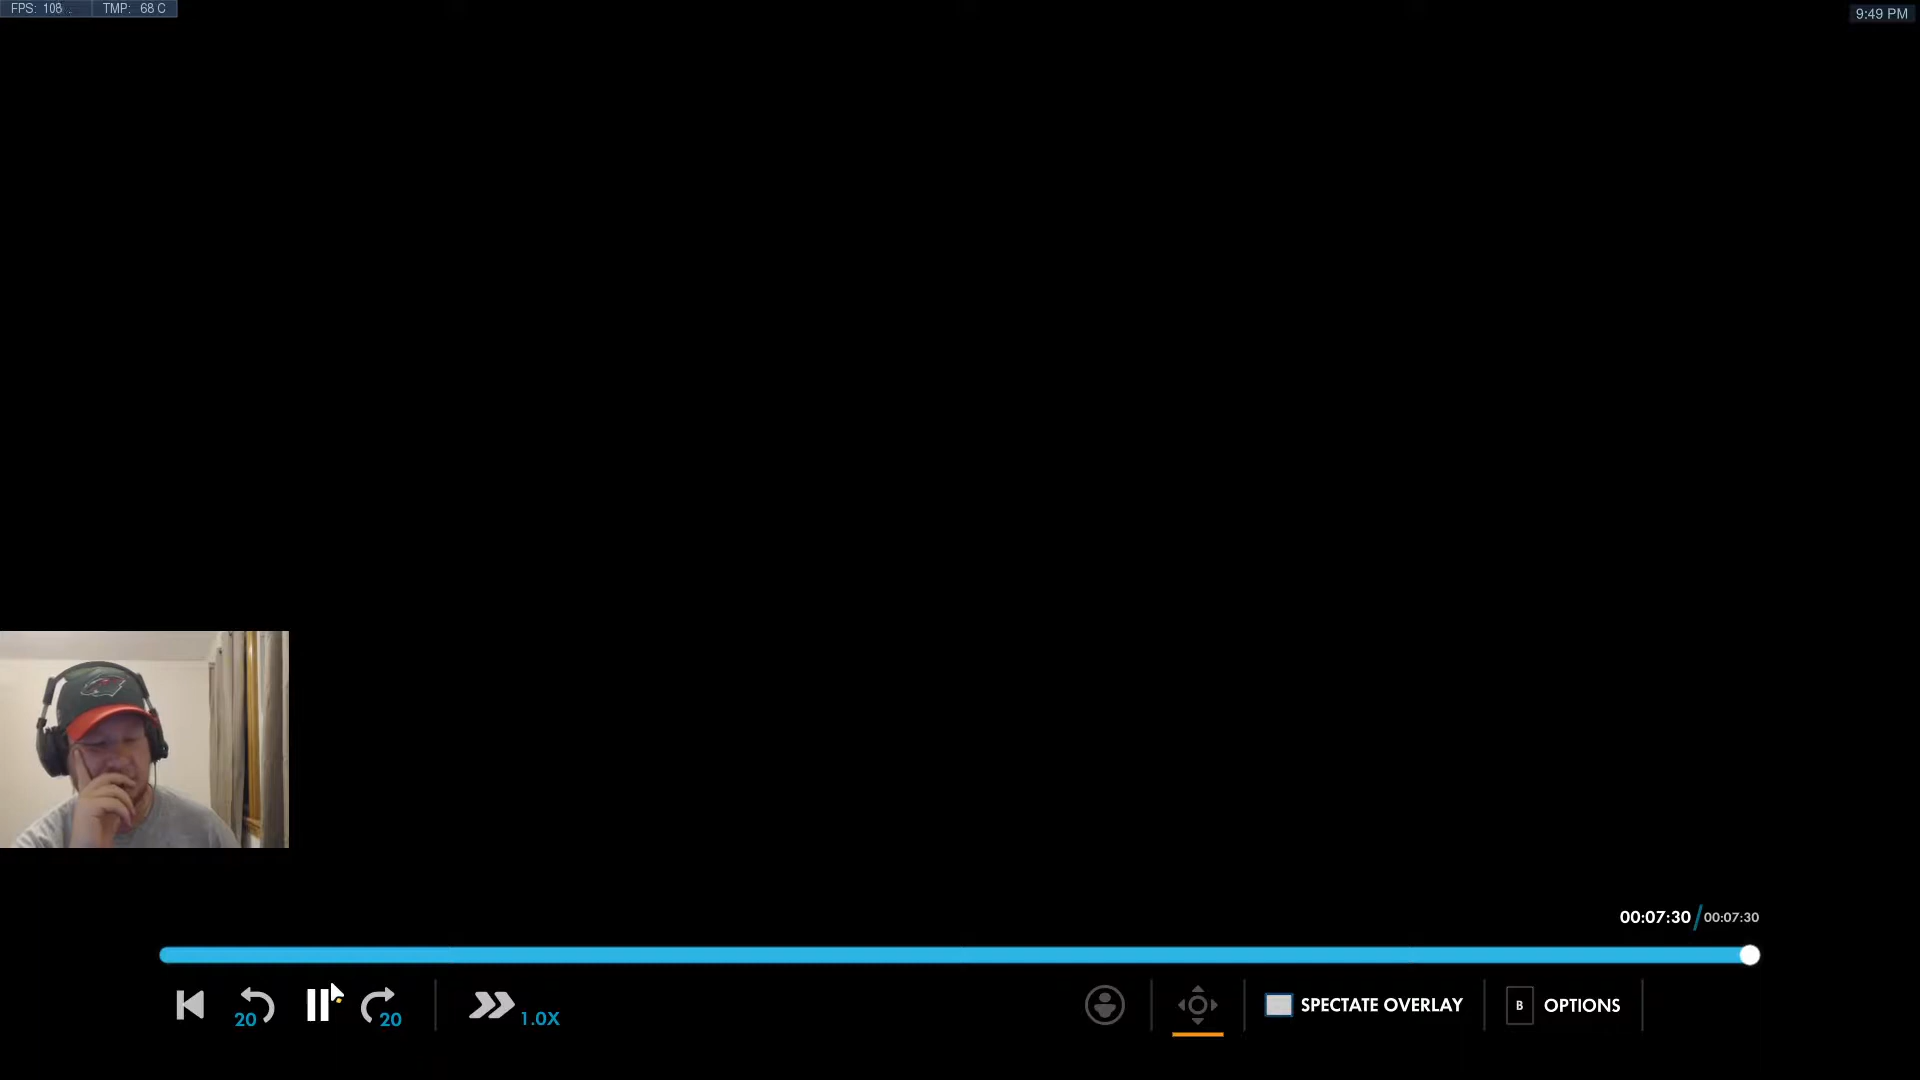 FPS: 108
TMP: 68 C
9:49 PM
00:07:30 / 00:07:30
20
20
1.0X
SPECTATE OVERLAY
B OPTIONS